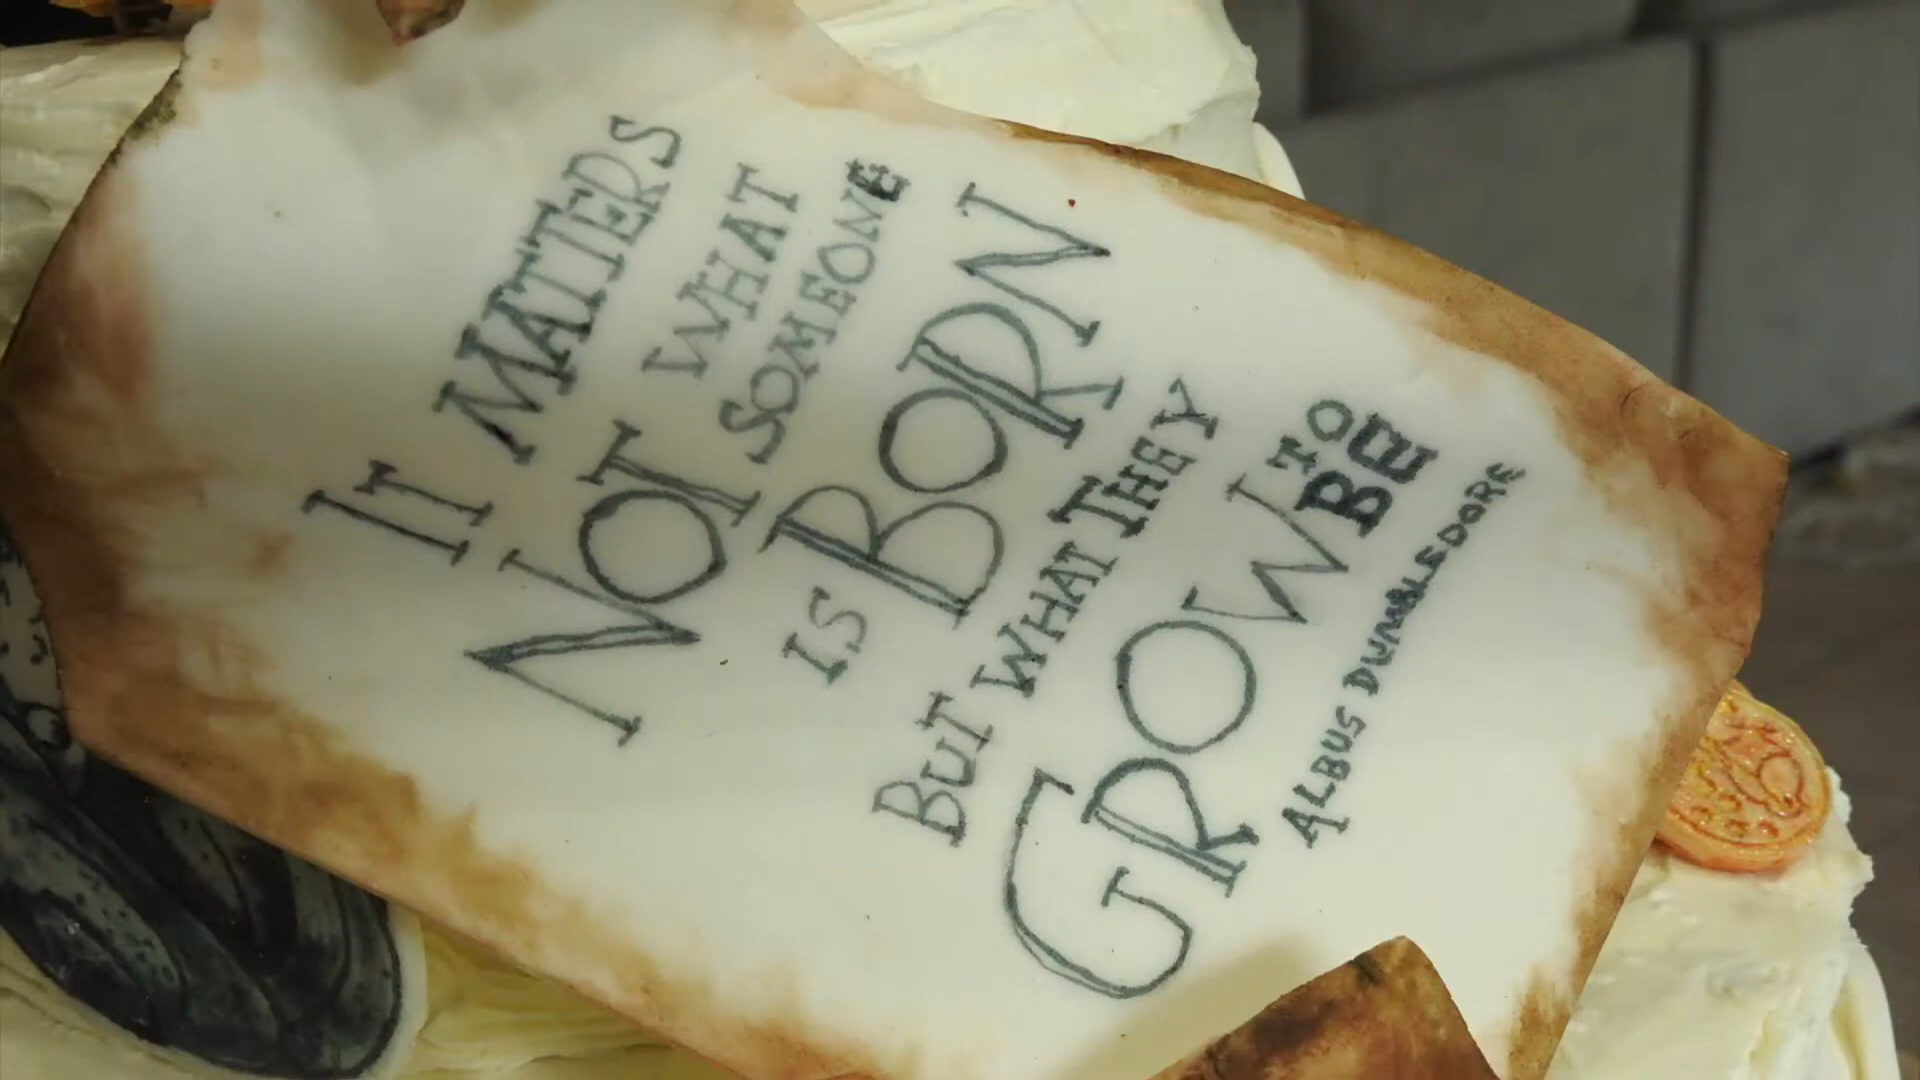 IT MATTERS
NOT WHAT
SOMEONE
IS BORN
BUT WHAT THEY
GROW TO
BE
ALBUS DUMBLEDORE